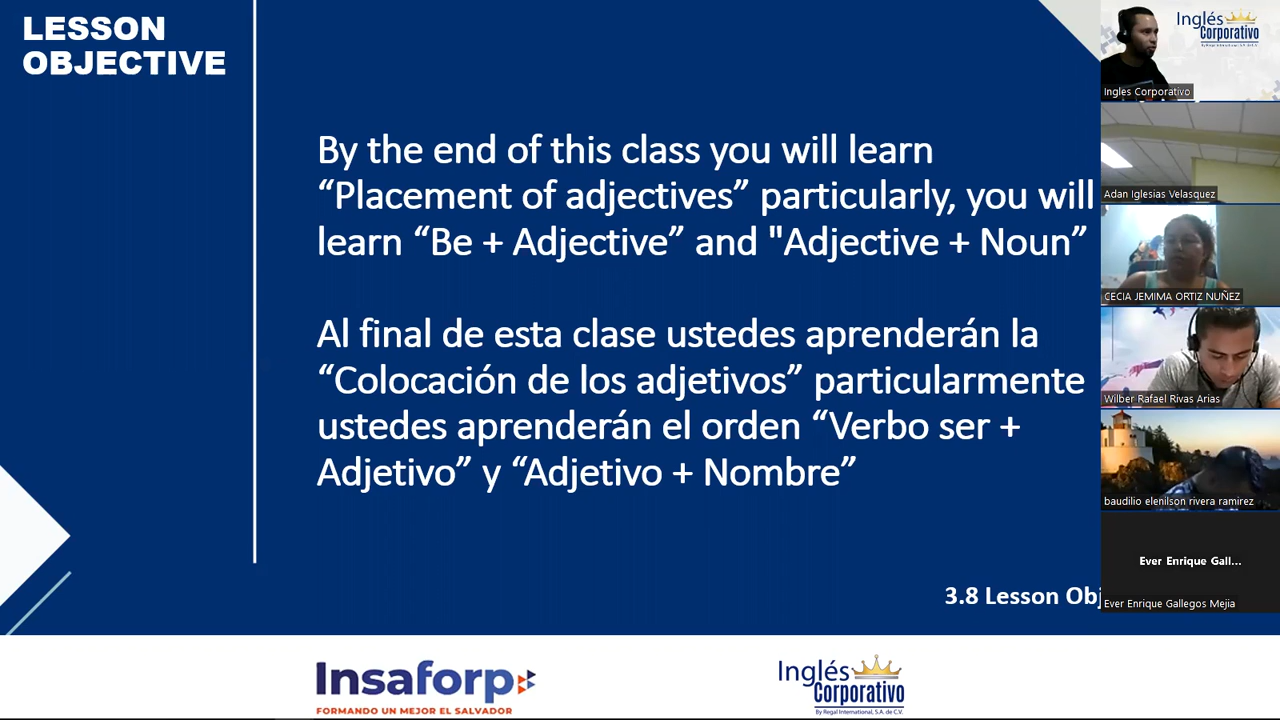 LESSON
OBJECTIVE
By the end of this class you will learn
“Placement of adjectives” particularly, you will
learn “Be + Adjective” and "Adjective + Noun”
Al final de esta clase ustedes aprenderán la
“Colocación de los adjetivos” particularmente
ustedes aprenderán el orden “Verbo ser +
Adjetivo” y “Adjetivo + Nombre”
3.8 Lesson Obj
Insaforp
FORMANDO UN MEJOR EL SALVADOR
Inglés
Corporativo
By Regal International, S.A. de C.V.
Inglés
Corporativo
By Regal International, S.A. de C.V.
Ingles Corporativo
Adan Iglesias Velasquez
CECIA JEMIMA ORTIZ NUÑEZ
Wilber Rafael Rivas Arias
baudilio elenilson rivera ramirez
Ever Enrique Gall...
Ever Enrique Gallegos Mejia